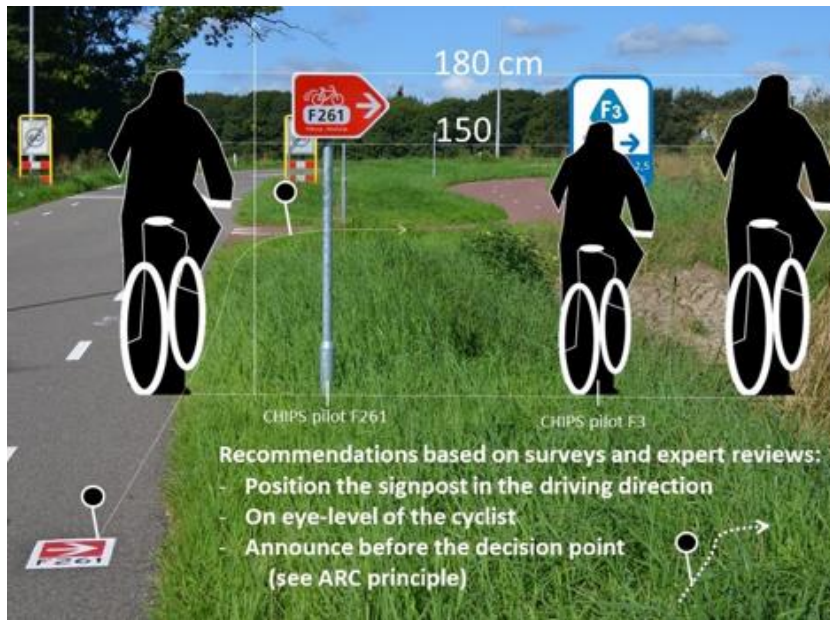 180 cm
F261
150
F3
2,5
CHIPS pilot F261
CHIPS pilot F3
Recommendations based on surveys and expert reviews:
- Position the signpost in the driving direction
- On eye-level of the cyclist
- Announce before the decision point
(see ARC principle)
F261